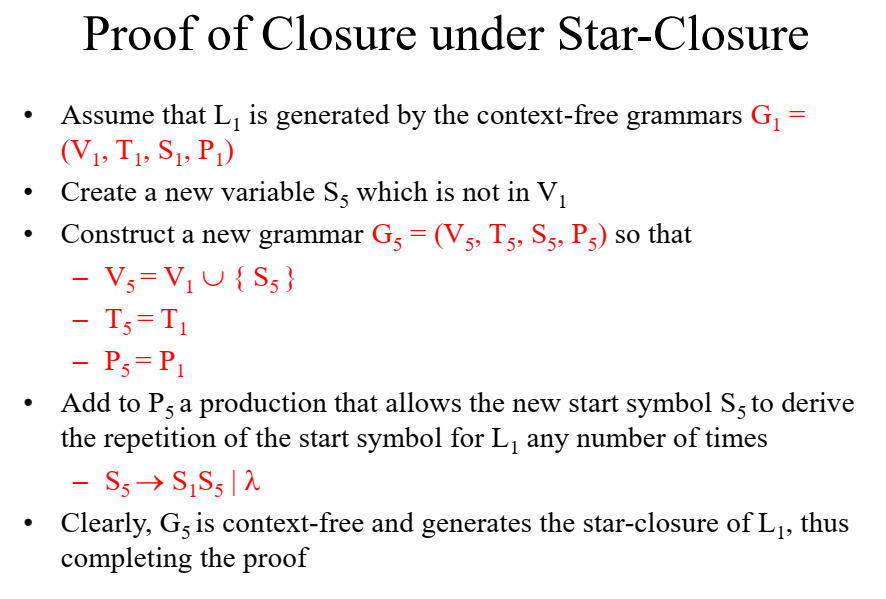 Proof of Closure under Star-Closure
• Assume that L₁ is generated by the context-free grammars G₁ =
(V₁, T₁, S₁, P₁)
• Create a new variable S₅ which is not in V₁
• Construct a new grammar G₅ = (V₅, T₅, S₅, P₅) so that
– V₅ = V₁ ∪ { S₅ }
– T₅ = T₁
– P₅ = P₁
• Add to P₅ a production that allows the new start symbol S₅ to derive
the repetition of the start symbol for L₁ any number of times
– S₅ → S₁S₅ | λ
• Clearly, G₅ is context-free and generates the star-closure of L₁, thus
completing the proof